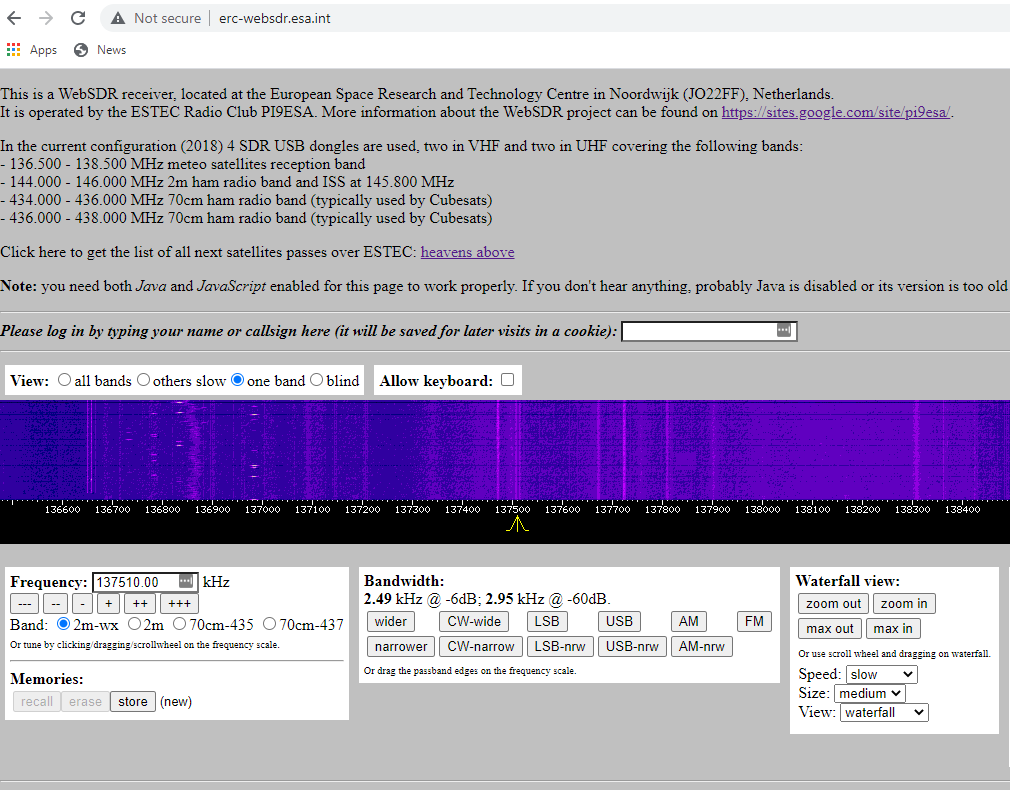 Not secure | erc-websdr.esa.int
Apps News
This is a WebSDR receiver, located at the European Space Research and Technology Centre in Noordwijk (JO22FF), Netherlands.
It is operated by the ESTEC Radio Club PI9ESA. More information about the WebSDR project can be found on https://sites.google.com/site/pi9esa/.
In the current configuration (2018) 4 SDR USB dongles are used, two in VHF and two in UHF covering the following bands:
- 136.500 - 138.500 MHz meteo satellites reception band
- 144.000 - 146.000 MHz 2m ham radio band and ISS at 145.800 MHz
- 434.000 - 436.000 MHz 70cm ham radio band (typically used by Cubesats)
- 436.000 - 438.000 MHz 70cm ham radio band (typically used by Cubesats)
Click here to get the list of all next satellites passes over ESTEC: heavens above
Note: you need both Java and JavaScript enabled for this page to work properly. If you don't hear anything, probably Java is disabled or its version is too old
Please log in by typing your name or callsign here (it will be saved for later visits in a cookie):
View: all bands others slow one band blind Allow keyboard:
136600 136700 136800 136900 137000 137100 137200 137300 137400 137500 137600 137700 137800 137900 138000 138100 138200 138300 138400
Frequency: 137510.00 kHz
--- -- - + ++ +++
Band: 2m-wx 2m 70cm-435 70cm-437
Or tune by clicking/dragging/scrollwheel on the frequency scale.
Memories:
recall erase store (new)
Bandwidth:
2.49 kHz @ -6dB; 2.95 kHz @ -60dB.
wider CW-wide LSB USB AM FM
narrower CW-narrow LSB-nrw USB-nrw AM-nrw
Or drag the passband edges on the frequency scale.
Waterfall view:
zoom out zoom in
max out max in
Or use scroll wheel and dragging on waterfall.
Speed: slow
Size: medium
View: waterfall